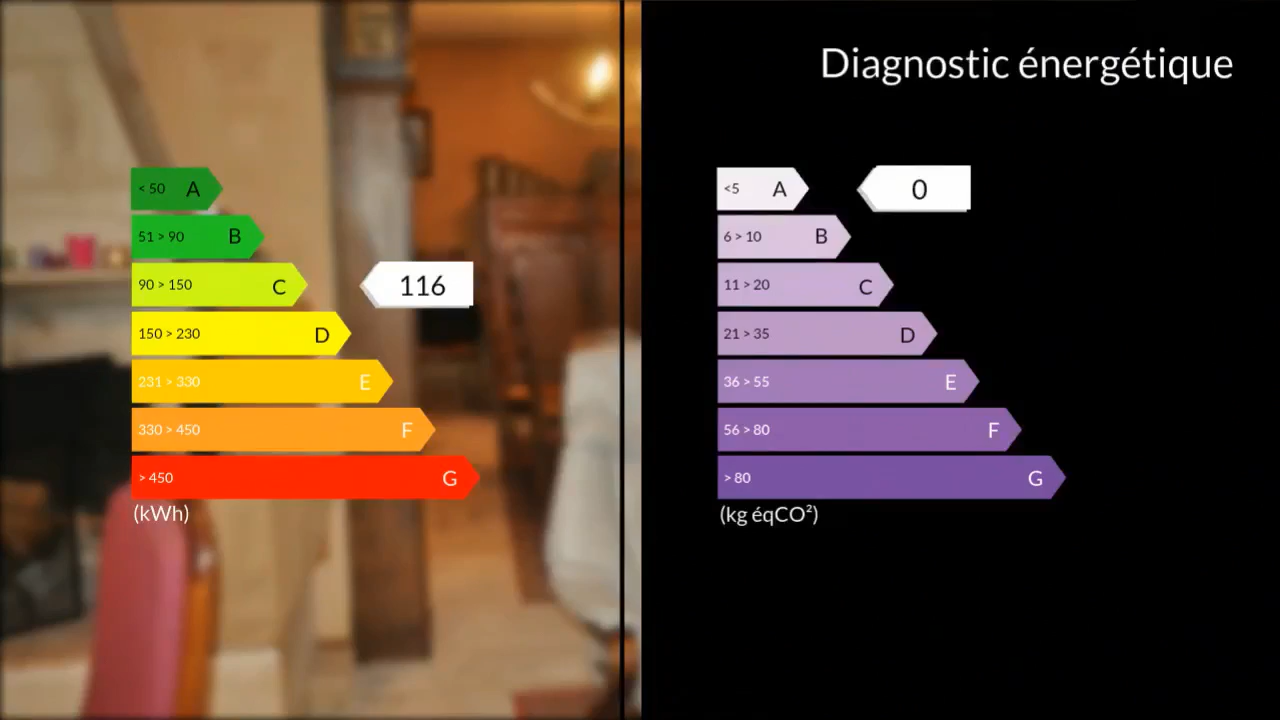 Diagnostic énergétique
< 50 A
51 > 90 B
90 > 150 C
116
150 > 230 D
231 > 330 E
330 > 450 F
> 450 G
(kWh)
<5 A
0
6 > 10 B
11 > 20 C
21 > 35 D
36 > 55 E
56 > 80 F
> 80 G
(kg éqCO²)